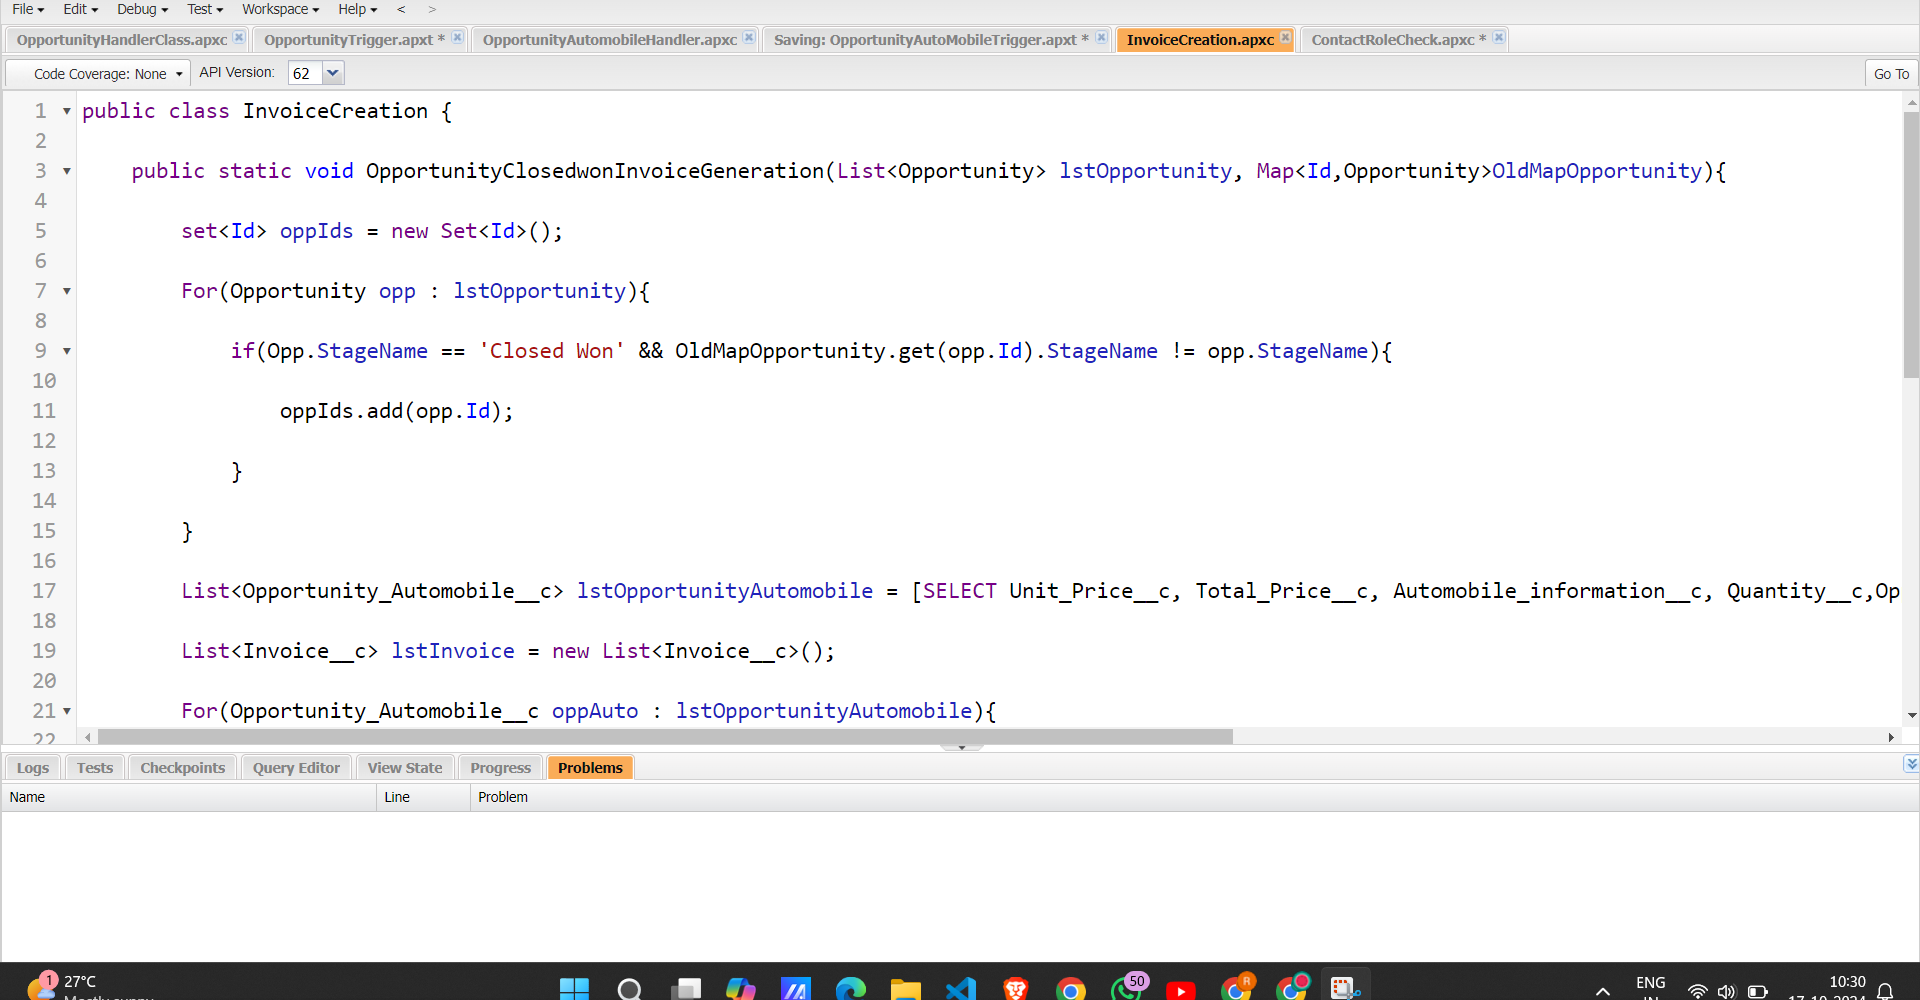 File Edit Debug Test Workspace Help < >
OpportunityHandlerClass.apxc OpportunityTrigger.apxt * OpportunityAutomobileHandler.apxc Saving: OpportunityAutoMobileTrigger.apxt * InvoiceCreation.apxc ContactRoleCheck.apxc *
Code Coverage: None API Version: 62 Go To
1 public class InvoiceCreation {
2
3 public static void OpportunityClosedwonInvoiceGeneration(List<Opportunity> lstOpportunity, Map<Id,Opportunity>OldMapOpportunity){
4
5 set<Id> oppIds = new Set<Id>();
6
7 For(Opportunity opp : lstOpportunity){
8
9 if(Opp.StageName == 'Closed Won' && OldMapOpportunity.get(opp.Id).StageName != opp.StageName){
10
11 oppIds.add(opp.Id);
12
13 }
14
15 }
16
17 List<Opportunity_Automobile__c> lstOpportunityAutomobile = [SELECT Unit_Price__c, Total_Price__c, Automobile_information__c, Quantity__c,Op
18
19 List<Invoice__c> lstInvoice = new List<Invoice__c>();
20
21 For(Opportunity_Automobile__c oppAuto : lstOpportunityAutomobile){
22
Logs Tests Checkpoints Query Editor View State Progress Problems
Name Line Problem
1 27°C 50 R ENG 10:30
Mostly sunny IN 17-10-2024